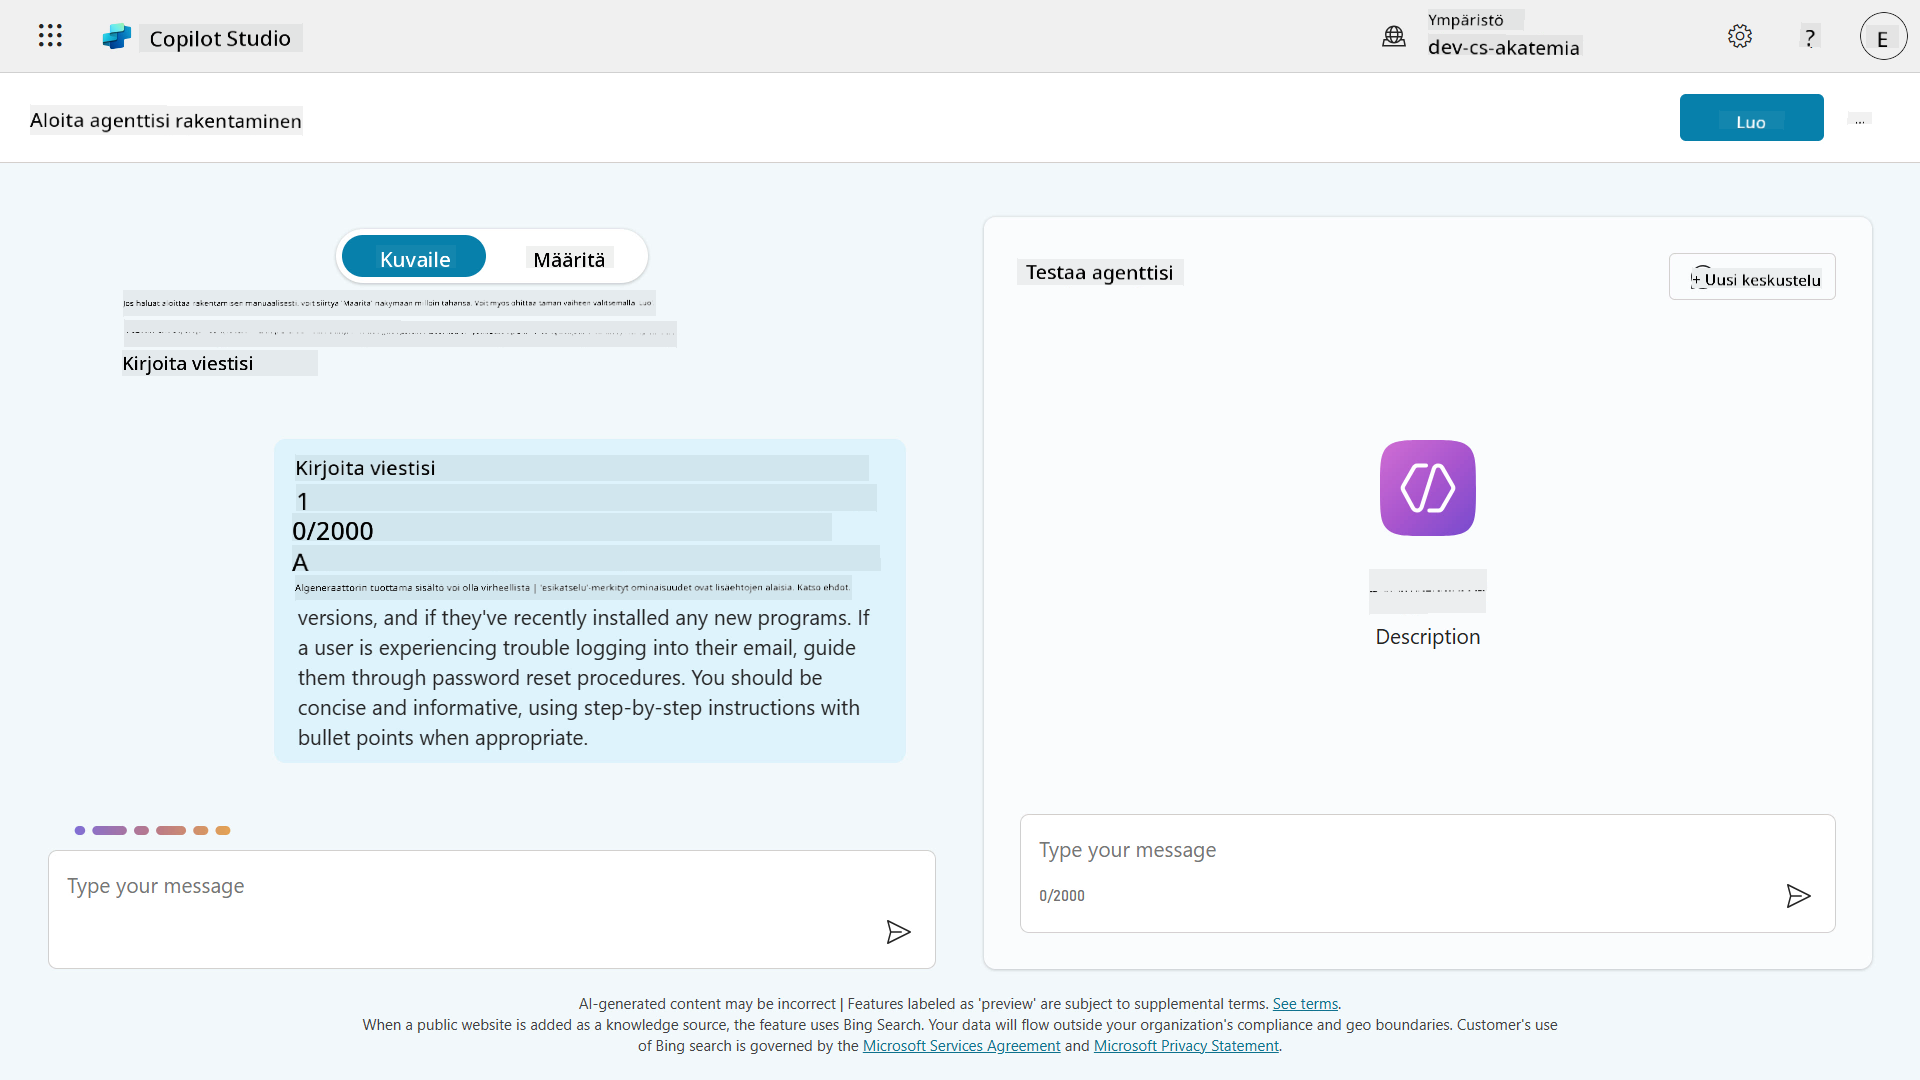 Copilot Studio
Ympäristö
dev-cs-akatemia
?
E
Aloita agenttisi rakentaminen
Luo
...
Kuvaile
Määritä
Jos haluat aloittaa rakentamisen manuaalisesti, voit siirtyä 'Määritä' näkymään milloin tahansa. Voit myös ohittaa tämän vaiheen valitsemalla 'Luo'
Kirjoita viestisi
Kirjoita viestisi
1
0/2000
A
AIgeneraattorin tuottama sisältö voi olla virheellistä | 'esikatselu'-merkityt ominaisuudet ovat lisäehtojen alaisia. Katso ehdot.
versions, and if they've recently installed any new programs. If
a user is experiencing trouble logging into their email, guide
them through password reset procedures. You should be
concise and informative, using step-by-step instructions with
bullet points when appropriate.
Type your message
Testaa agenttisi
+ Uusi keskustelu
Description
Type your message
0/2000
AI-generated content may be incorrect | Features labeled as 'preview' are subject to supplemental terms. See terms.
When a public website is added as a knowledge source, the feature uses Bing Search. Your data will flow outside your organization's compliance and geo boundaries. Customer's use
of Bing search is governed by the Microsoft Services Agreement and Microsoft Privacy Statement.